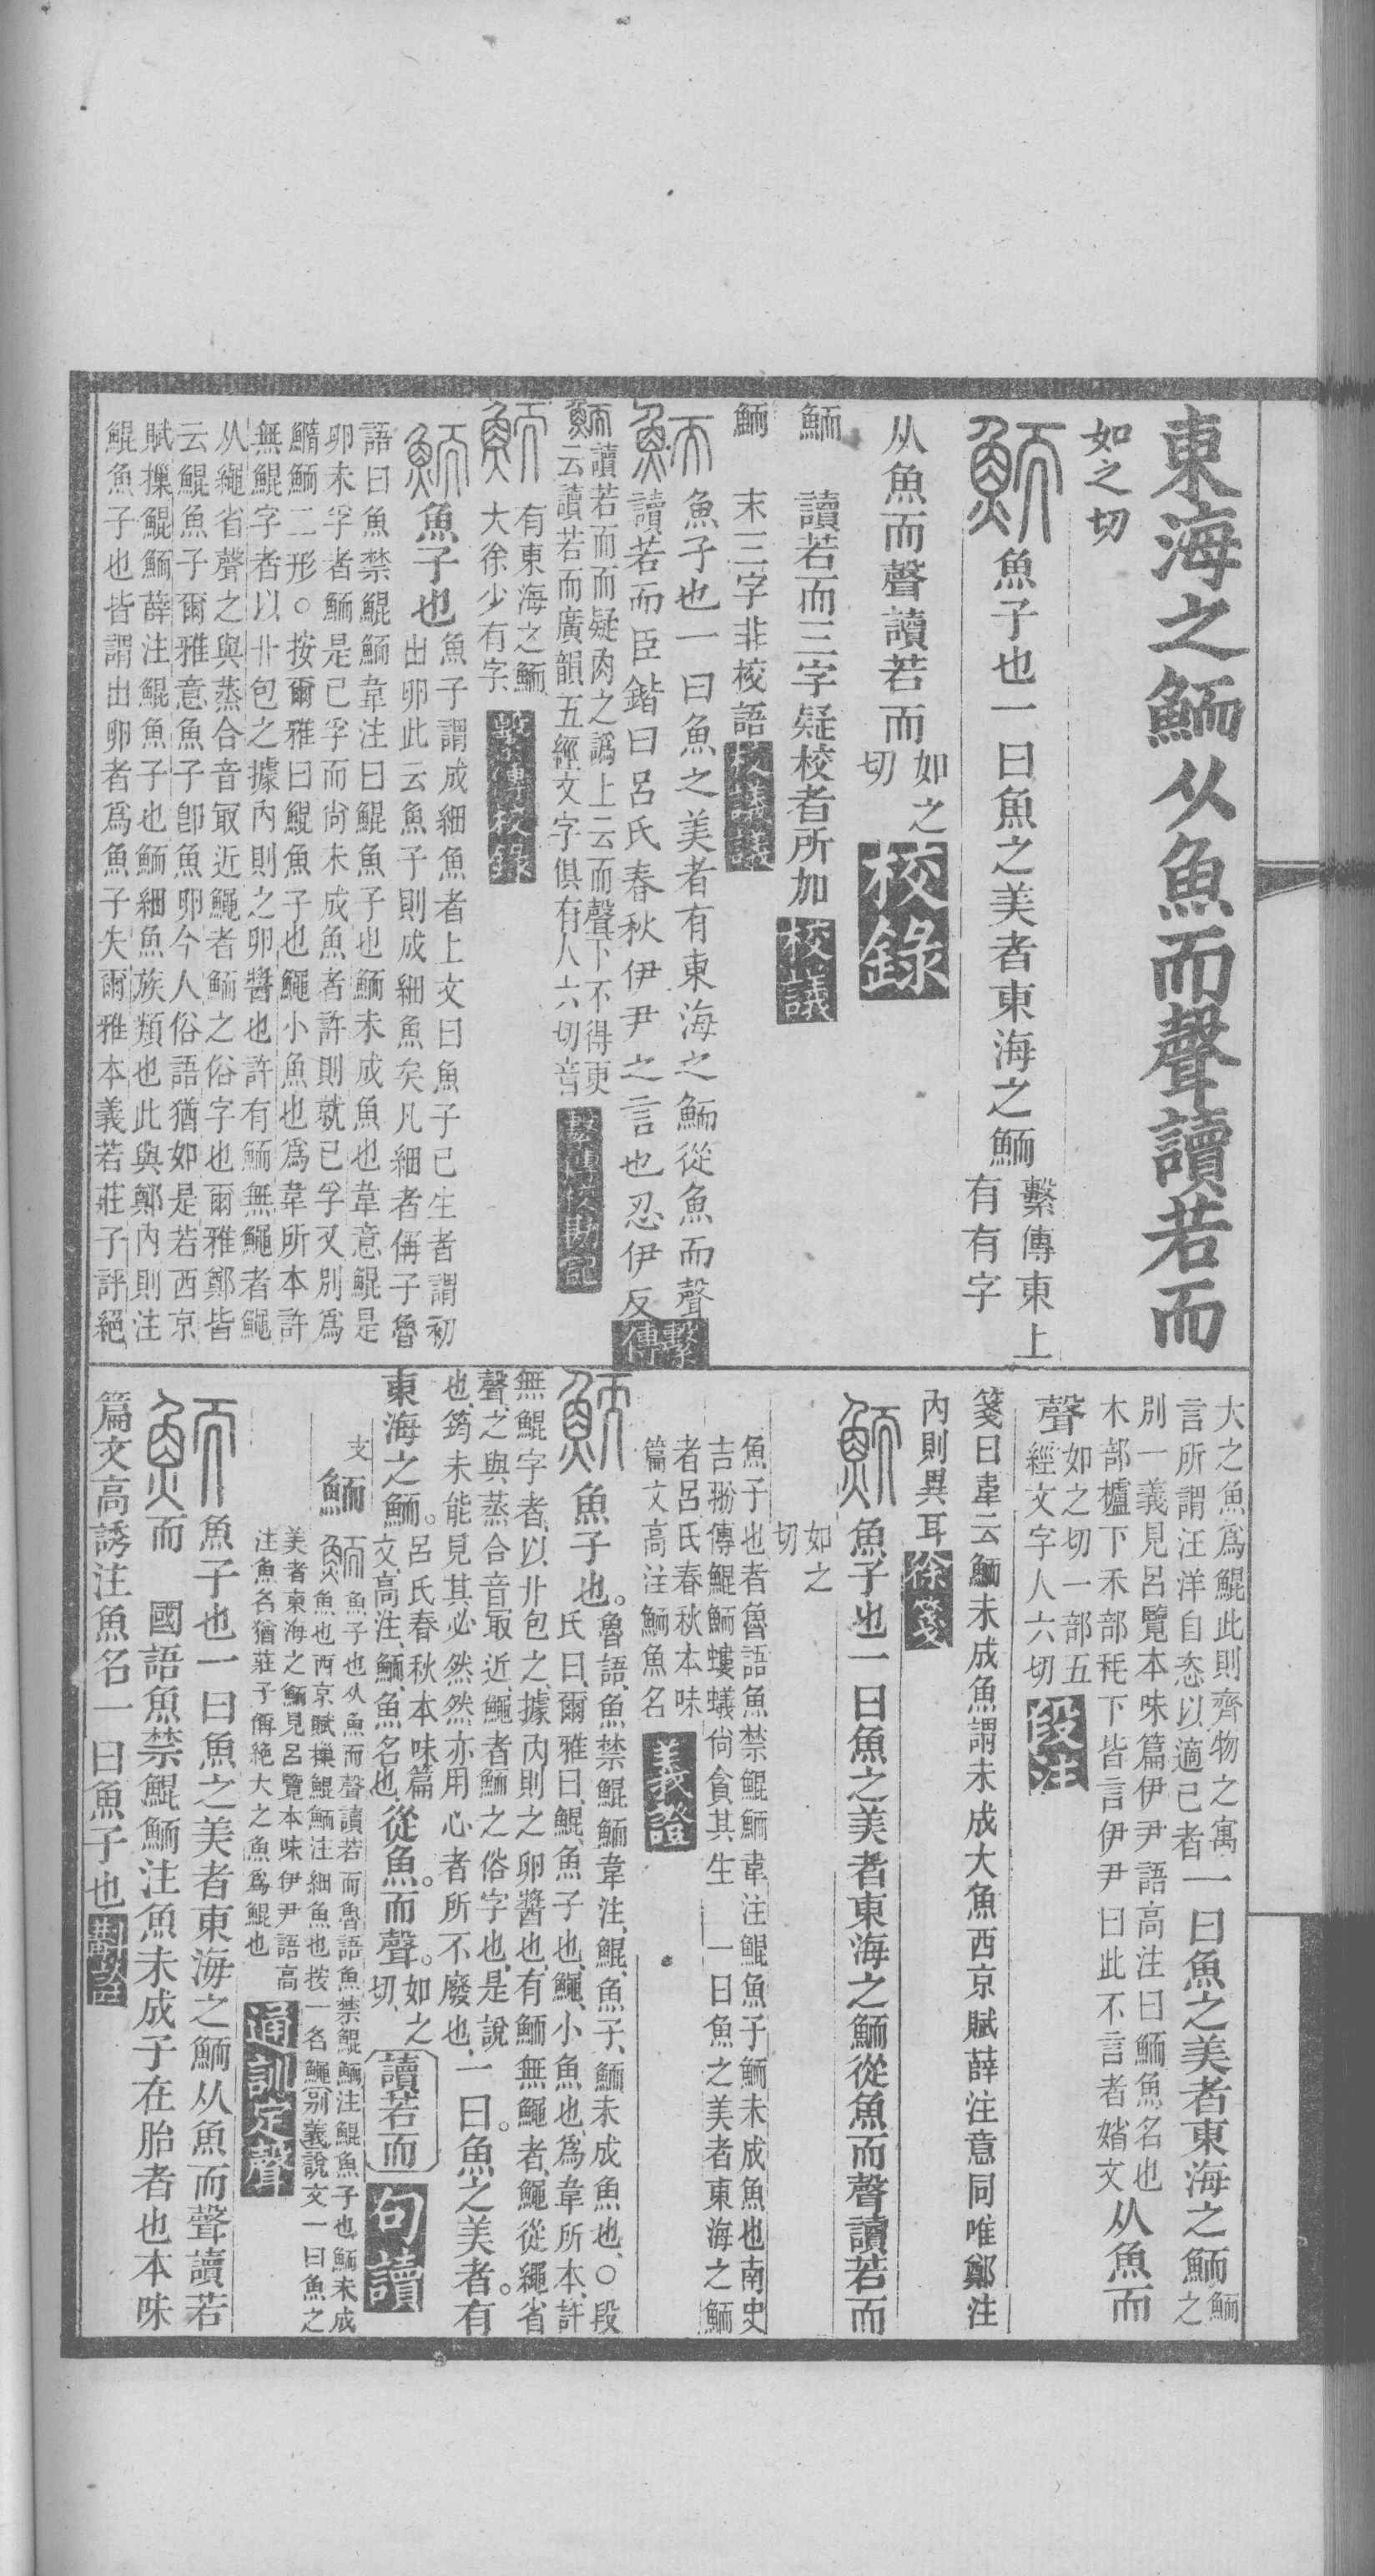 東海之鮞从魚而聲讀若而
如之切
鮞魚子也一曰魚之美者東海之鮞
繫傳東上
有有字
从魚而聲讀若而
如之
切
校錄
鮞 讀若而三字疑校者所加
校議
鮞 末三字非校語
校議議
鮞魚子也一曰魚之美者有東海之鮞從魚而聲
讀若而臣鍇曰呂氏春秋伊尹之言也忍伊反
繫傳
鮞讀若而而疑㐫之譌上云而聲下不得更
云讀若而廣韻五經文字俱有人六切音
繫傳校勘記
鮞
有東海之鮞
大徐少有字
繫傳校錄
鮞魚子也
魚子謂成細魚者上文曰魚子已生者謂初
出卵此云魚子則成細魚矣凡細者偁子魯
語曰魚禁鯤鮞韋注曰鯤魚子也鮞未成魚也韋意鯤是
卵未孚者鮞是已孚而尚未成魚者許則就已孚又別爲
鱦鮞二形○按爾雅曰鯤魚子也鱦小魚也爲韋所本許
無鯤字者以卝包之據內則之卵醬也許有鮞無鱦者鱦
从繩省聲之與蒸合音冣近鱦者鮞之俗字也爾雅鄭皆
云鯤魚子爾雅意魚子卽魚卵今人俗語猶如是若西京
賦摷鯤鮞薛注鯤魚子也鮞細魚族類也此與鄭內則注
鯤魚子也皆謂出卵者爲魚子失爾雅本義若莊子評絕
大之魚爲鯤此則齊物之寓
言所謂汪洋自恣以適己者
一曰魚之美者東海之鮞
鮞之
別一義見呂覽本味篇伊尹語高注曰鮞魚名也
木部櫨下禾部秏下皆言伊尹曰此不言者媘文
从魚而
聲
如之切一部五
經文字人六切
段注
箋曰韋云鮞未成魚謂未成大魚西京賦薛注意同唯鄭注
內則異耳
徐箋
鮞魚子也一曰魚之美者東海之鮞從魚而聲讀若而
如之
切
魚子也者魯語魚禁鯤鮞韋注鯤魚子鮞未成魚也南史
吉翂傳鯤鮞螻蟻尚貪其生 一曰魚之美者東海之鮞
者呂氏春秋本味
篇文高注鮞魚名
義證
鮞魚子也。
魯語、魚禁鯤鮞韋注、鯤、魚子、鮞未成魚也、○段
氏曰、爾雅曰、鯤、魚子也、鱦、小魚也、爲韋所本、許
無鯤字者、以卝包之、據內則之卵醬也、有鮞無鱦者、鱦從繩省
聲、之與蒸合音冣近、鱦者鮞之俗字也、是說
也、筠未能見其必然、然亦用心者所不廢也、
一曰。魚之美者。有
東海之鮞。
呂氏春秋本味篇
文、高注、鮞、魚名也、
從魚。而聲。
如之
切、
讀若而
句讀
支 鮞
鮞魚子也从魚而聲讀若而魯語魚禁鯤鮞注鯤魚子也鮞未成
魚也西京賦摷鯤鮞注細魚也按一名鱦別義說文一曰魚之
美者東海之鮞見呂覽本味伊尹語高
注魚名猶莊子偁絕大之魚爲鯤也
通訓定聲
鮞魚子也一曰魚之美者東海之鮞从魚而聲讀若
而 國語魚禁鯤鮞注魚未成子在胎者也本味
篇文高誘注魚名一曰魚子也
斠詮